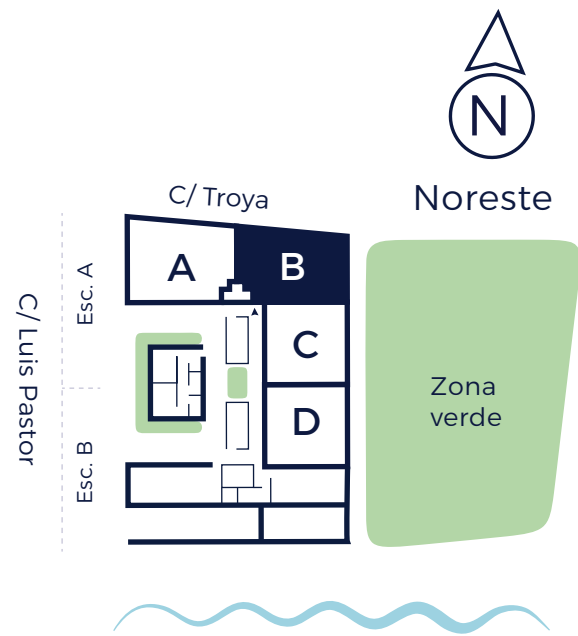 N
Noreste
C/ Troya
A
B
Esc. A
C/ Luis Pastor
C
Zona
verde
D
Esc. B